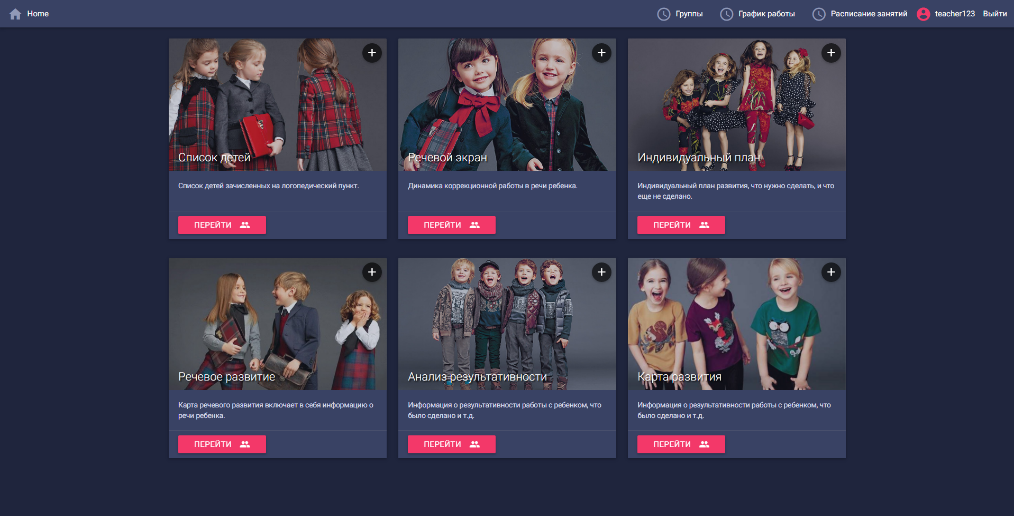 Home
Группы
График работы
Расписание занятий
teacher123
Выйти
Список детей
Речевой экран
Индивидуальный план
Список детей зачисленных на логопедический пункт.
Динамика коррекционной работы в речи ребенка.
Индивидуальный план развития, что нужно сделать, и что
еще не сделано.
ПЕРЕЙТИ
ПЕРЕЙТИ
ПЕРЕЙТИ
Речевое развитие
Анализ результативности
Карта развития
Карта речевого развития включает в себя информацию о
речи ребенка.
Информация о результативности работы с ребенком, что
было сделано и т.д.
Информация о результативности работы с ребенком, что
было сделано и т.д.
ПЕРЕЙТИ
ПЕРЕЙТИ
ПЕРЕЙТИ